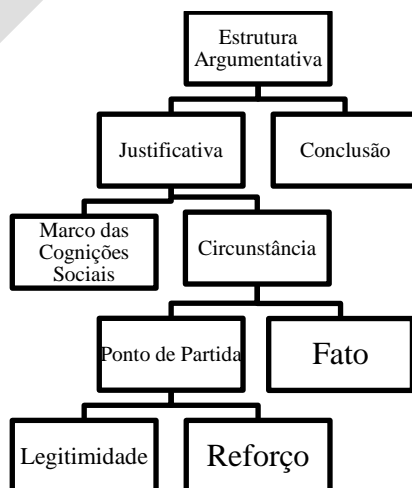 Estrutura
Argumentativa
Justificativa
Conclusão
Marco das
Cognições
Sociais
Circunstância
Ponto de Partida
Fato
Legitimidade
Reforço